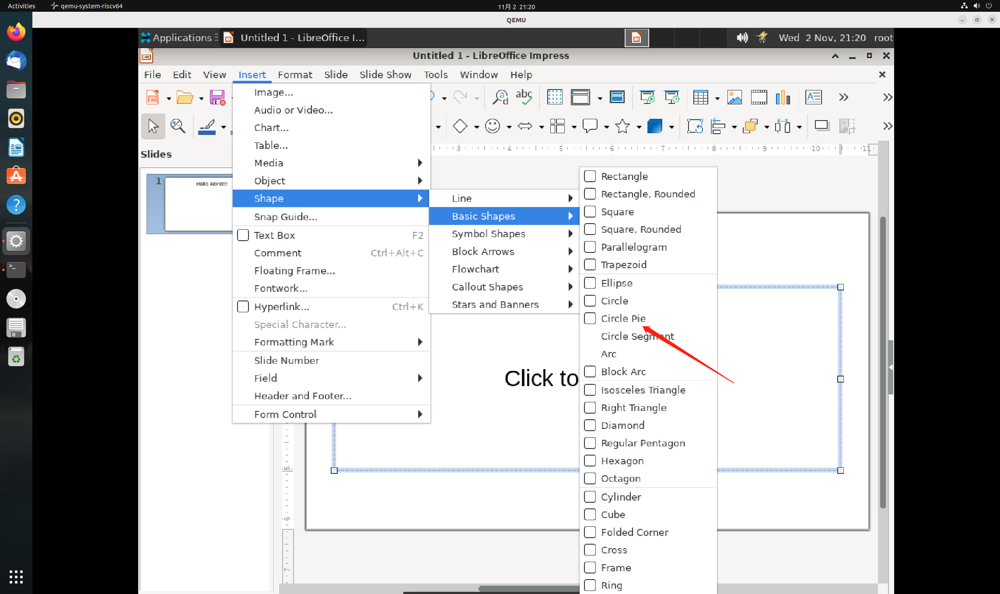 Activities
qemu-system-riscv64
11月 2 21:20
QEMU
Applications
Untitled 1 - LibreOffice I...
Wed 2 Nov, 21:20 root
Untitled 1 - LibreOffice Impress
File Edit View Insert Format Slide Slide Show Tools Window Help
Slides
1
Hello World!!!!
Image...
Audio or Video...
Chart...
Table...
Media
Object
Shape
Snap Guide...
Text Box F2
Comment Ctrl+Alt+C
Floating Frame...
Fontwork...
Hyperlink... Ctrl+K
Special Character...
Formatting Mark
Slide Number
Field
Header and Footer...
Form Control
Line
Basic Shapes
Symbol Shapes
Block Arrows
Flowchart
Callout Shapes
Stars and Banners
Rectangle
Rectangle, Rounded
Square
Square, Rounded
Parallelogram
Trapezoid
Ellipse
Circle
Circle Pie
Circle Segment
Arc
Block Arc
Isosceles Triangle
Right Triangle
Diamond
Regular Pentagon
Hexagon
Octagon
Cylinder
Cube
Folded Corner
Cross
Frame
Ring
3 4 5 6 7 8 9 10 11
Click to
5
6
7